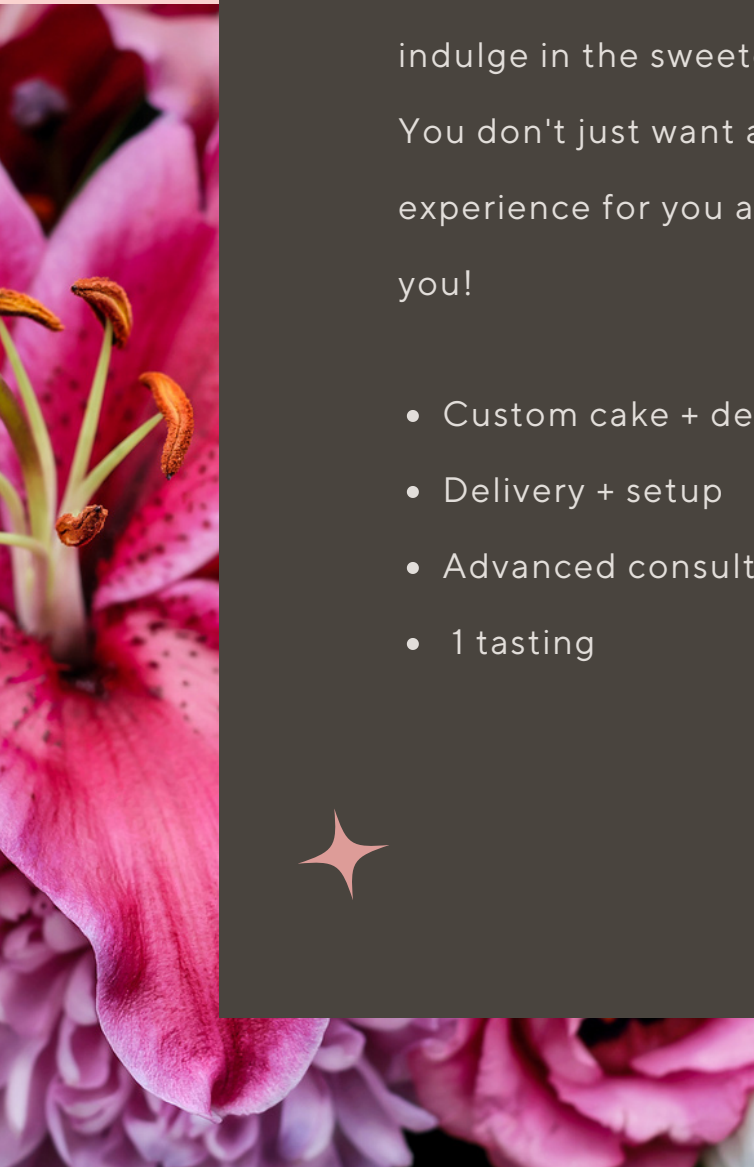 indulge in the sweet
You don't just want a
experience for you a
you!
• Custom cake + de
• Delivery + setup
• Advanced consult
• 1 tasting